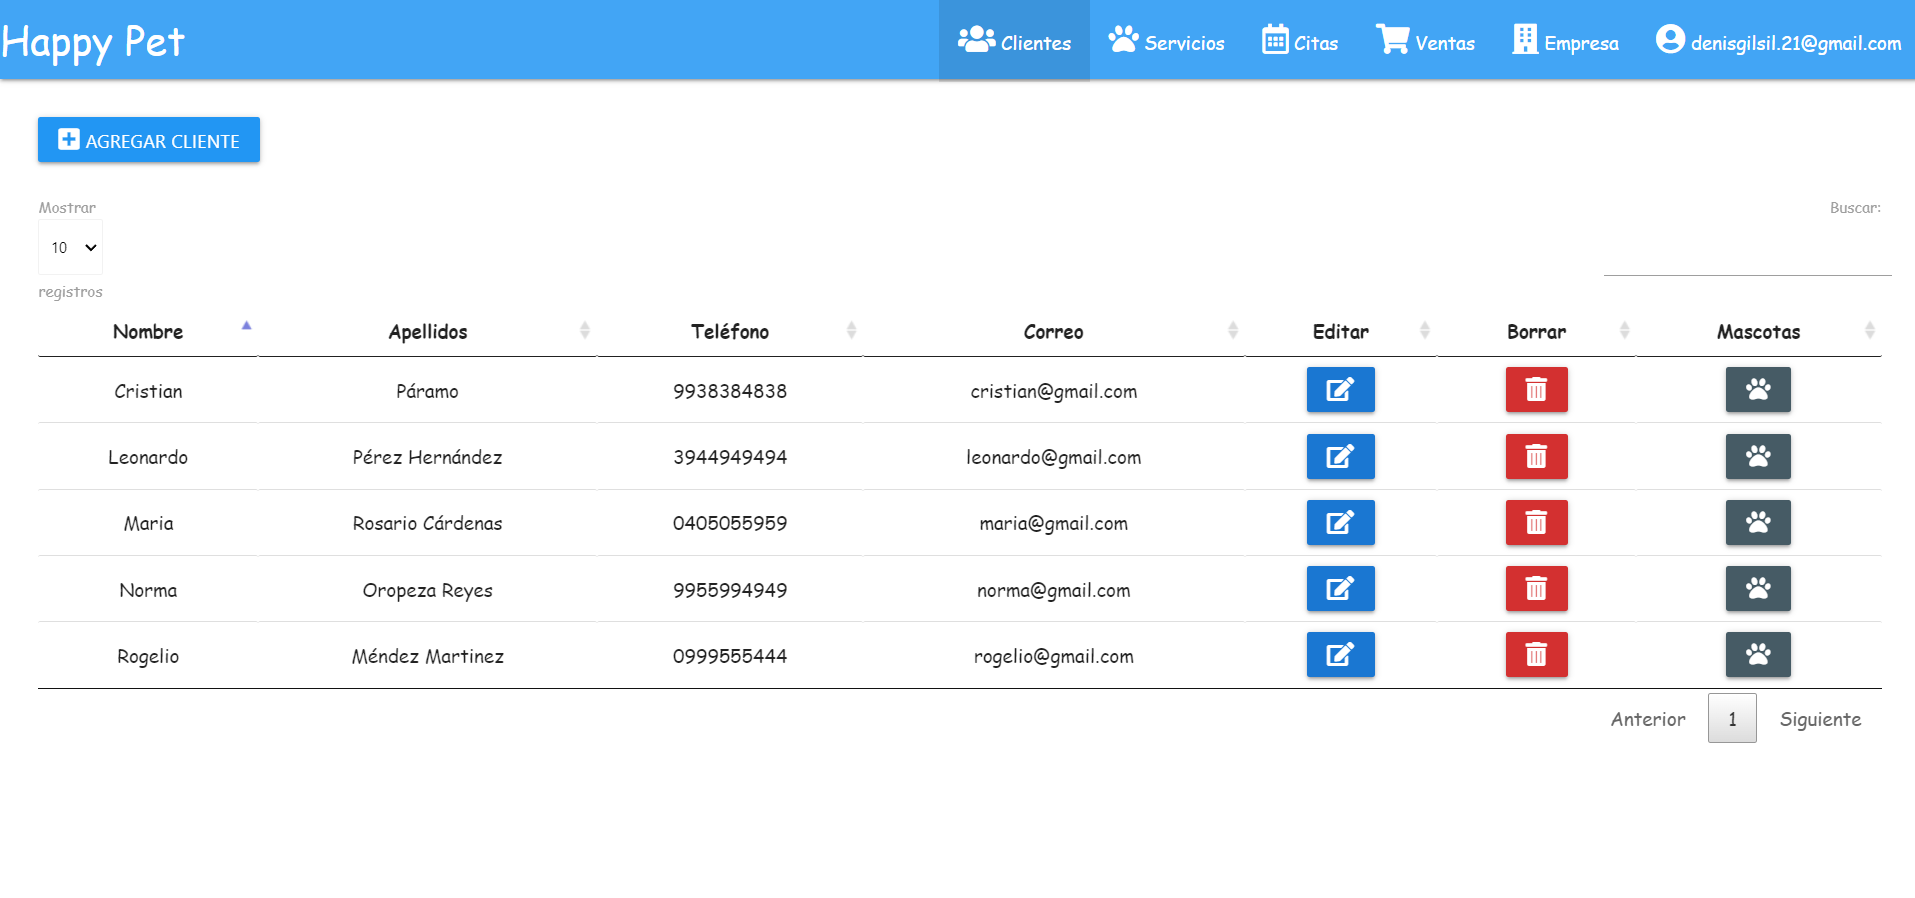 Happy Pet
Clientes Servicios Citas Ventas Empresa denisgilsil.21@gmail.com
AGREGAR CLIENTE
Mostrar
Buscar:
10
registros
Nombre Apellidos Teléfono Correo Editar Borrar Mascotas
Cristian Páramo 9938384838 cristian@gmail.com
Leonardo Pérez Hernández 3944949494 leonardo@gmail.com
Maria Rosario Cárdenas 0405055959 maria@gmail.com
Norma Oropeza Reyes 9955994949 norma@gmail.com
Rogelio Méndez Martinez 0999555444 rogelio@gmail.com
Anterior 1 Siguiente